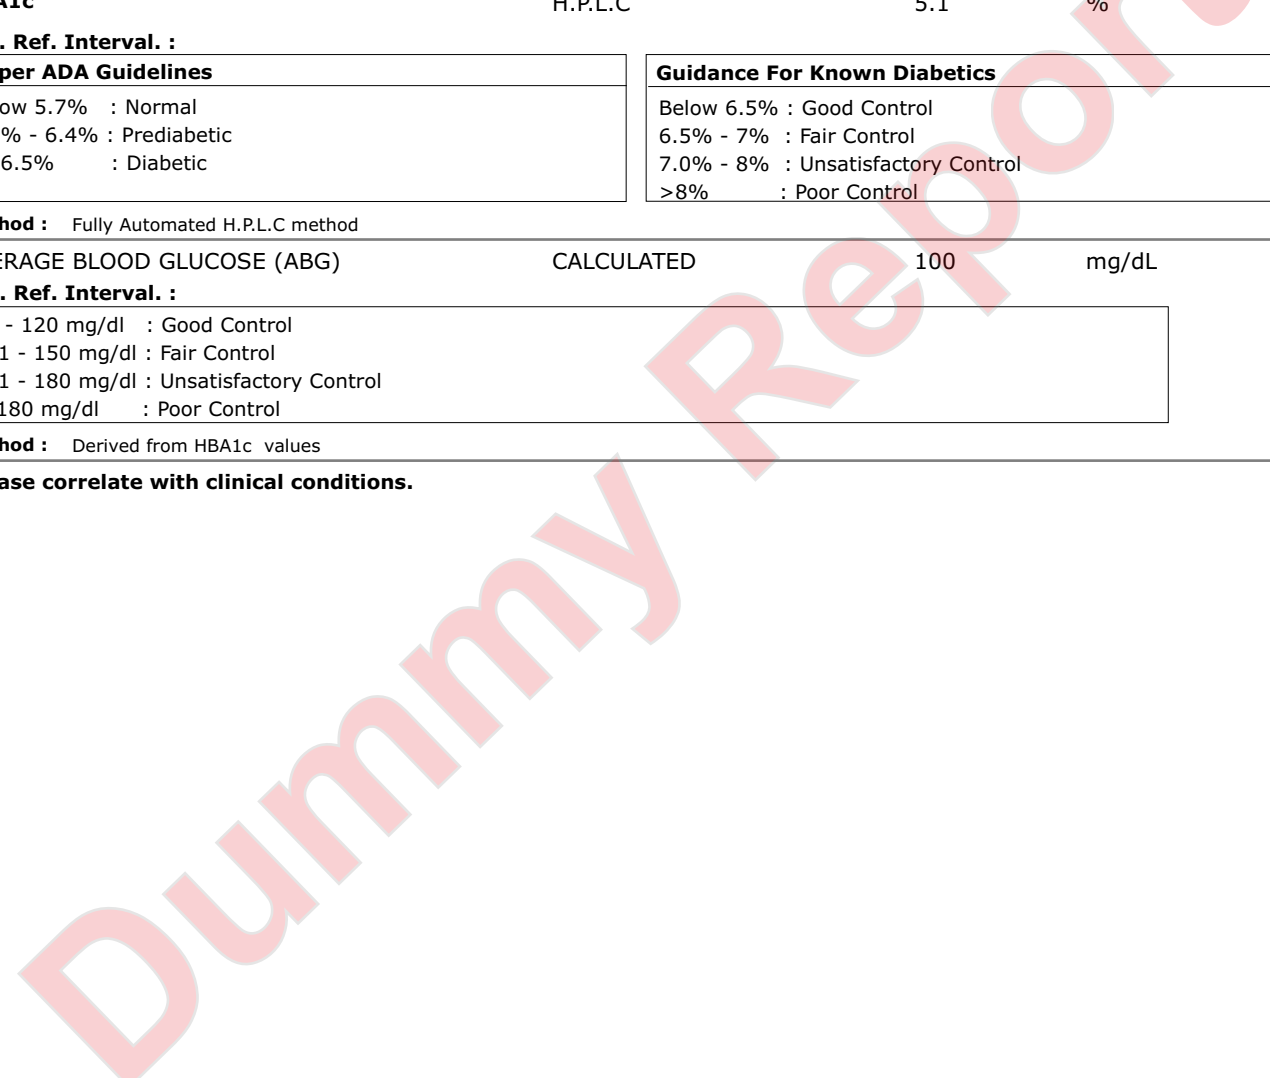 A1c H.P.L.C 5.1 %
. Ref. Interval. :
per ADA Guidelines
ow 5.7% : Normal
% - 6.4% : Prediabetic
6.5% : Diabetic
Guidance For Known Diabetics
Below 6.5% : Good Control
6.5% - 7% : Fair Control
7.0% - 8% : Unsatisfactory Control
>8% : Poor Control
hod : Fully Automated H.P.L.C method
ERAGE BLOOD GLUCOSE (ABG) CALCULATED 100 mg/dL
. Ref. Interval. :
- 120 mg/dl : Good Control
1 - 150 mg/dl : Fair Control
1 - 180 mg/dl : Unsatisfactory Control
180 mg/dl : Poor Control
hod : Derived from HBA1c values
ase correlate with clinical conditions.
Dummy Report